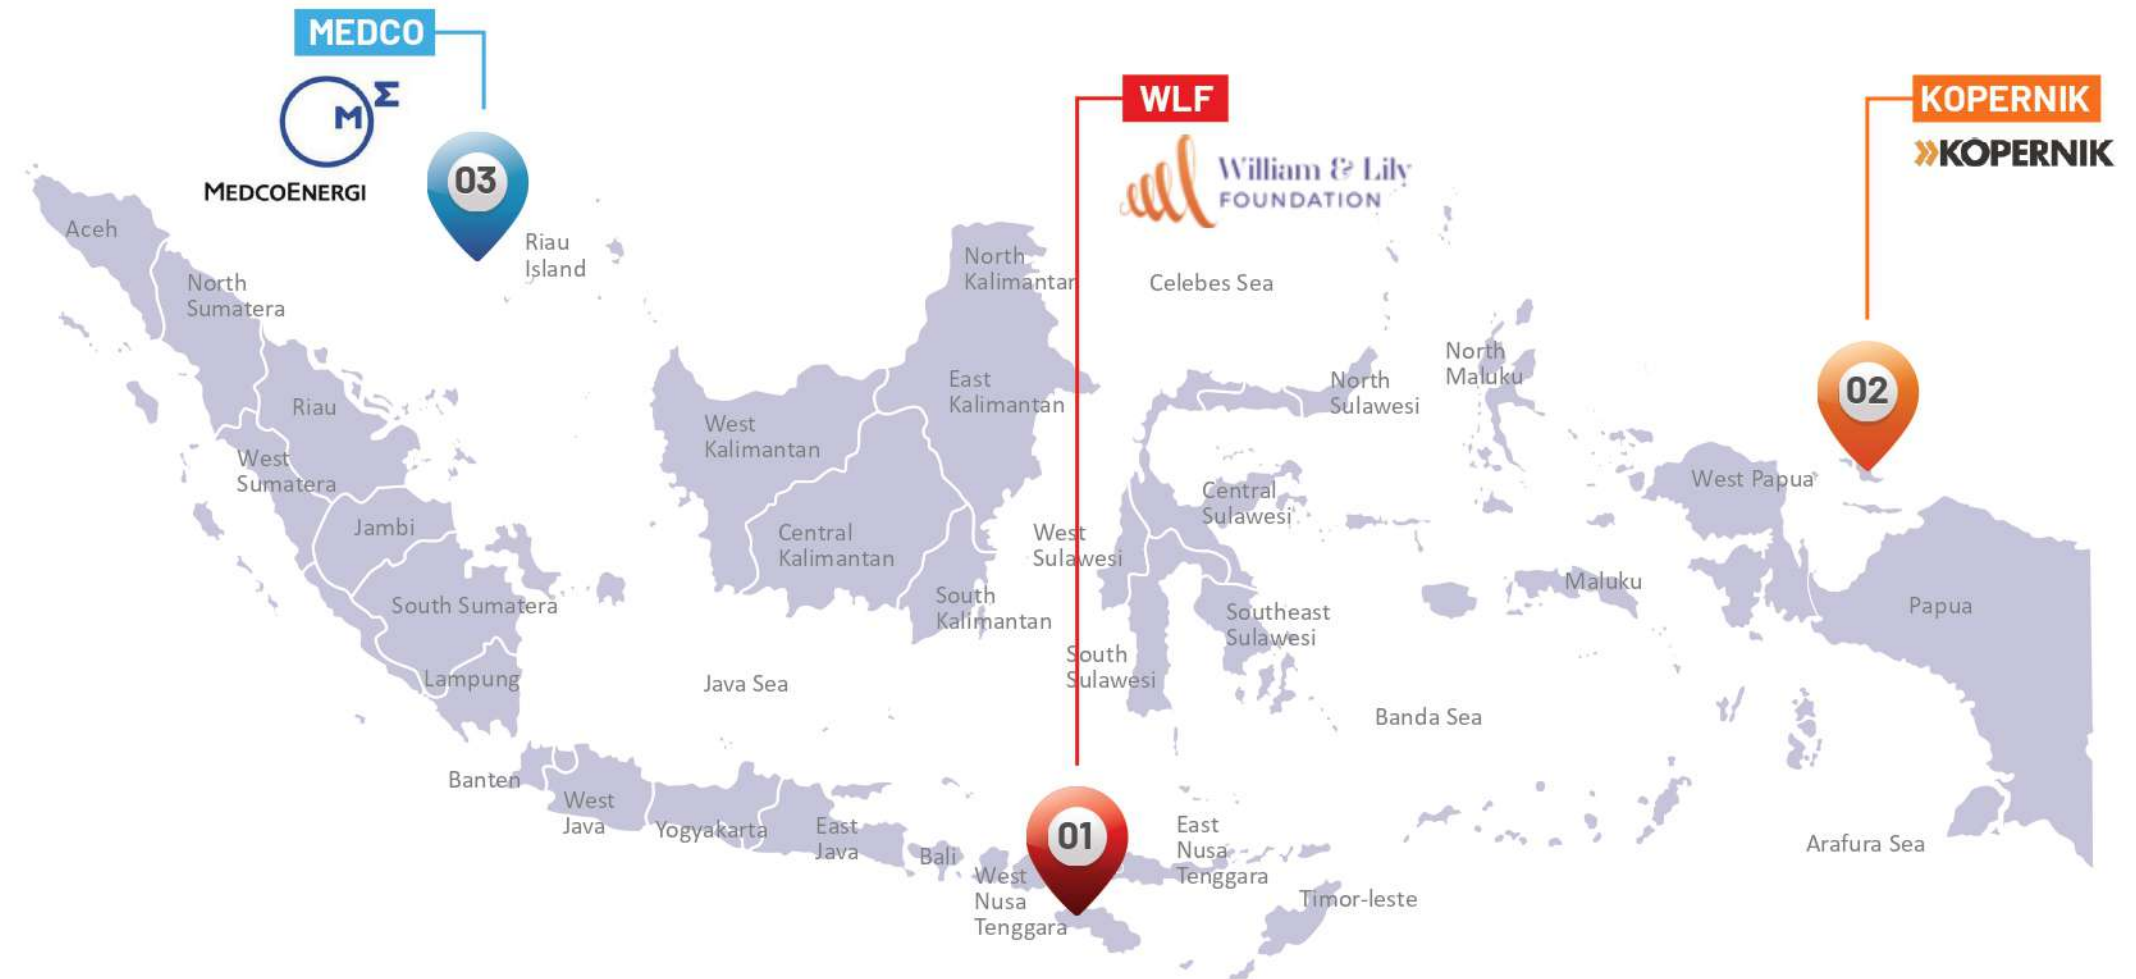 MEDCO
MΣ
MEDCOENERGI
03
WLF
William & Lily
FOUNDATION
KOPERNIK
»KOPERNIK
02
Aceh
Riau
Island
North
Sumatera
North
Kalimantan
Celebes Sea
Riau
East
Kalimantan
North
Sulawesi
North
Maluku
West
Kalimantan
West
Sumatera
Central
Sulawesi
West Papua
Jambi
Central
Kalimantan
West
Sulawesi
Maluku
South Sumatera
South
Kalimantan
Southeast
Sulawesi
Papua
Lampung
Java Sea
South
Sulawesi
Banda Sea
Banten
West
Java
Yogyakarta
East
Java
Bali
01
West
Nusa
Tenggara
East
Nusa
Tenggara
Timor-leste
Arafura Sea